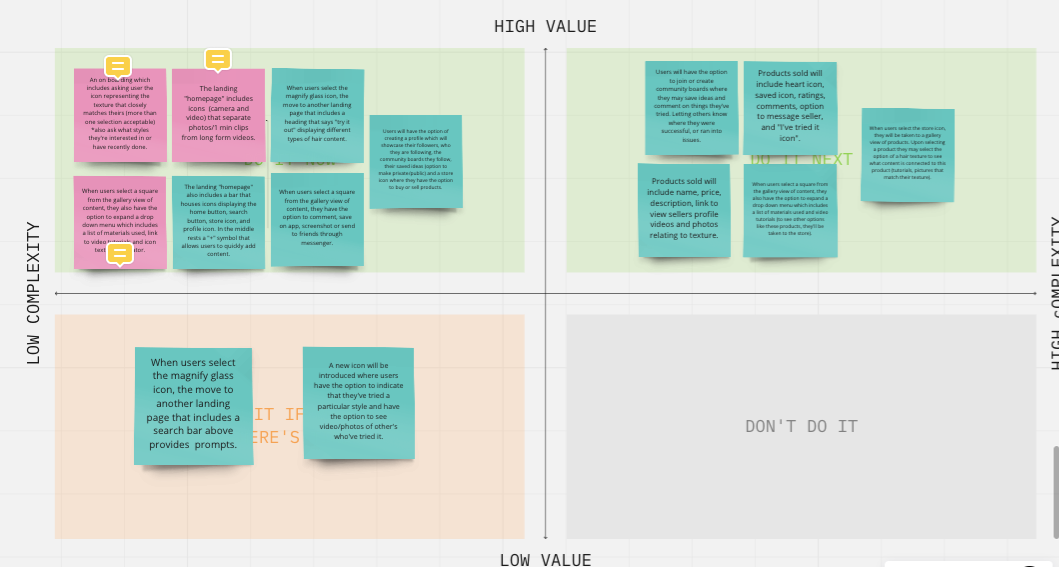 HIGH VALUE
An on boarding which
includes asking user the
icon representing the
texture that closely
matches theirs (more than
one selection acceptable)
*also ask what styles
they're interested in or
have recently done.
The landing
"homepage" includes
icons (camera and
video) that separate
photos/1 min clips
from long form videos.
When users select the
magnify glass icon, the
move to another landing
page that includes a
heading that says "try it
out" displaying different
types of hair content.
Users will have the option of
creating a profile which will
showcase their followers, who
they are following, the
community boards they follow,
their saved ideas (option to
make private/public) and a store
icon where they have the option
to buy or sell products.
When users select a square
from the gallery view of
content, they also have the
option to expand a drop
down menu which includes
a list of materials used, link
to video
and icon
The landing "homepage"
also includes a bar that
houses icons displaying the
home button, search
button, store icon, and
profile icon. In the middle
rests a "+" symbol that
allows users to quickly add
content.
When users select a square
from the gallery view of
content, they have the
option to comment, save
on app, screenshot or send
to friends through
messenger.
Users will have the option
to join or create
community boards where
they may save ideas and
comment on things they've
tried. Letting others know
where they were
successful, or ran into
issues.
Products sold will
include heart icon,
saved icon, ratings,
comments, option
to message seller,
and "I've tried it
icon".
DO IT NEXT
When users select the store icon,
they will be taken to a gallery
view of products. Upon selecting
a product they may select the
option of a hair texture to see
what content is connected to this
product (tutorials, pictures that
match their texture).
Products sold will
include name, price,
description, link to
view sellers profile
videos and photos
relating to texture.
When users select a square from
the gallery view of content, they
also have the option to expand a
drop down menu which includes
a list of materials used and video
tutorials (to see other options
like these products, they'll be
taken to the store).
LOW COMPLEXITY
HIGH COMPLEXITY
When users select
the magnify glass
icon, the move to
another landing
page that includes a
search bar above
provides prompts.
IT IF
ERE'S
A new icon will be
introduced where users
have the option to indicate
that they've tried a
particular style and have
the option to see
video/photos of other's
who've tried it.
DON'T DO IT
LOW VALUE